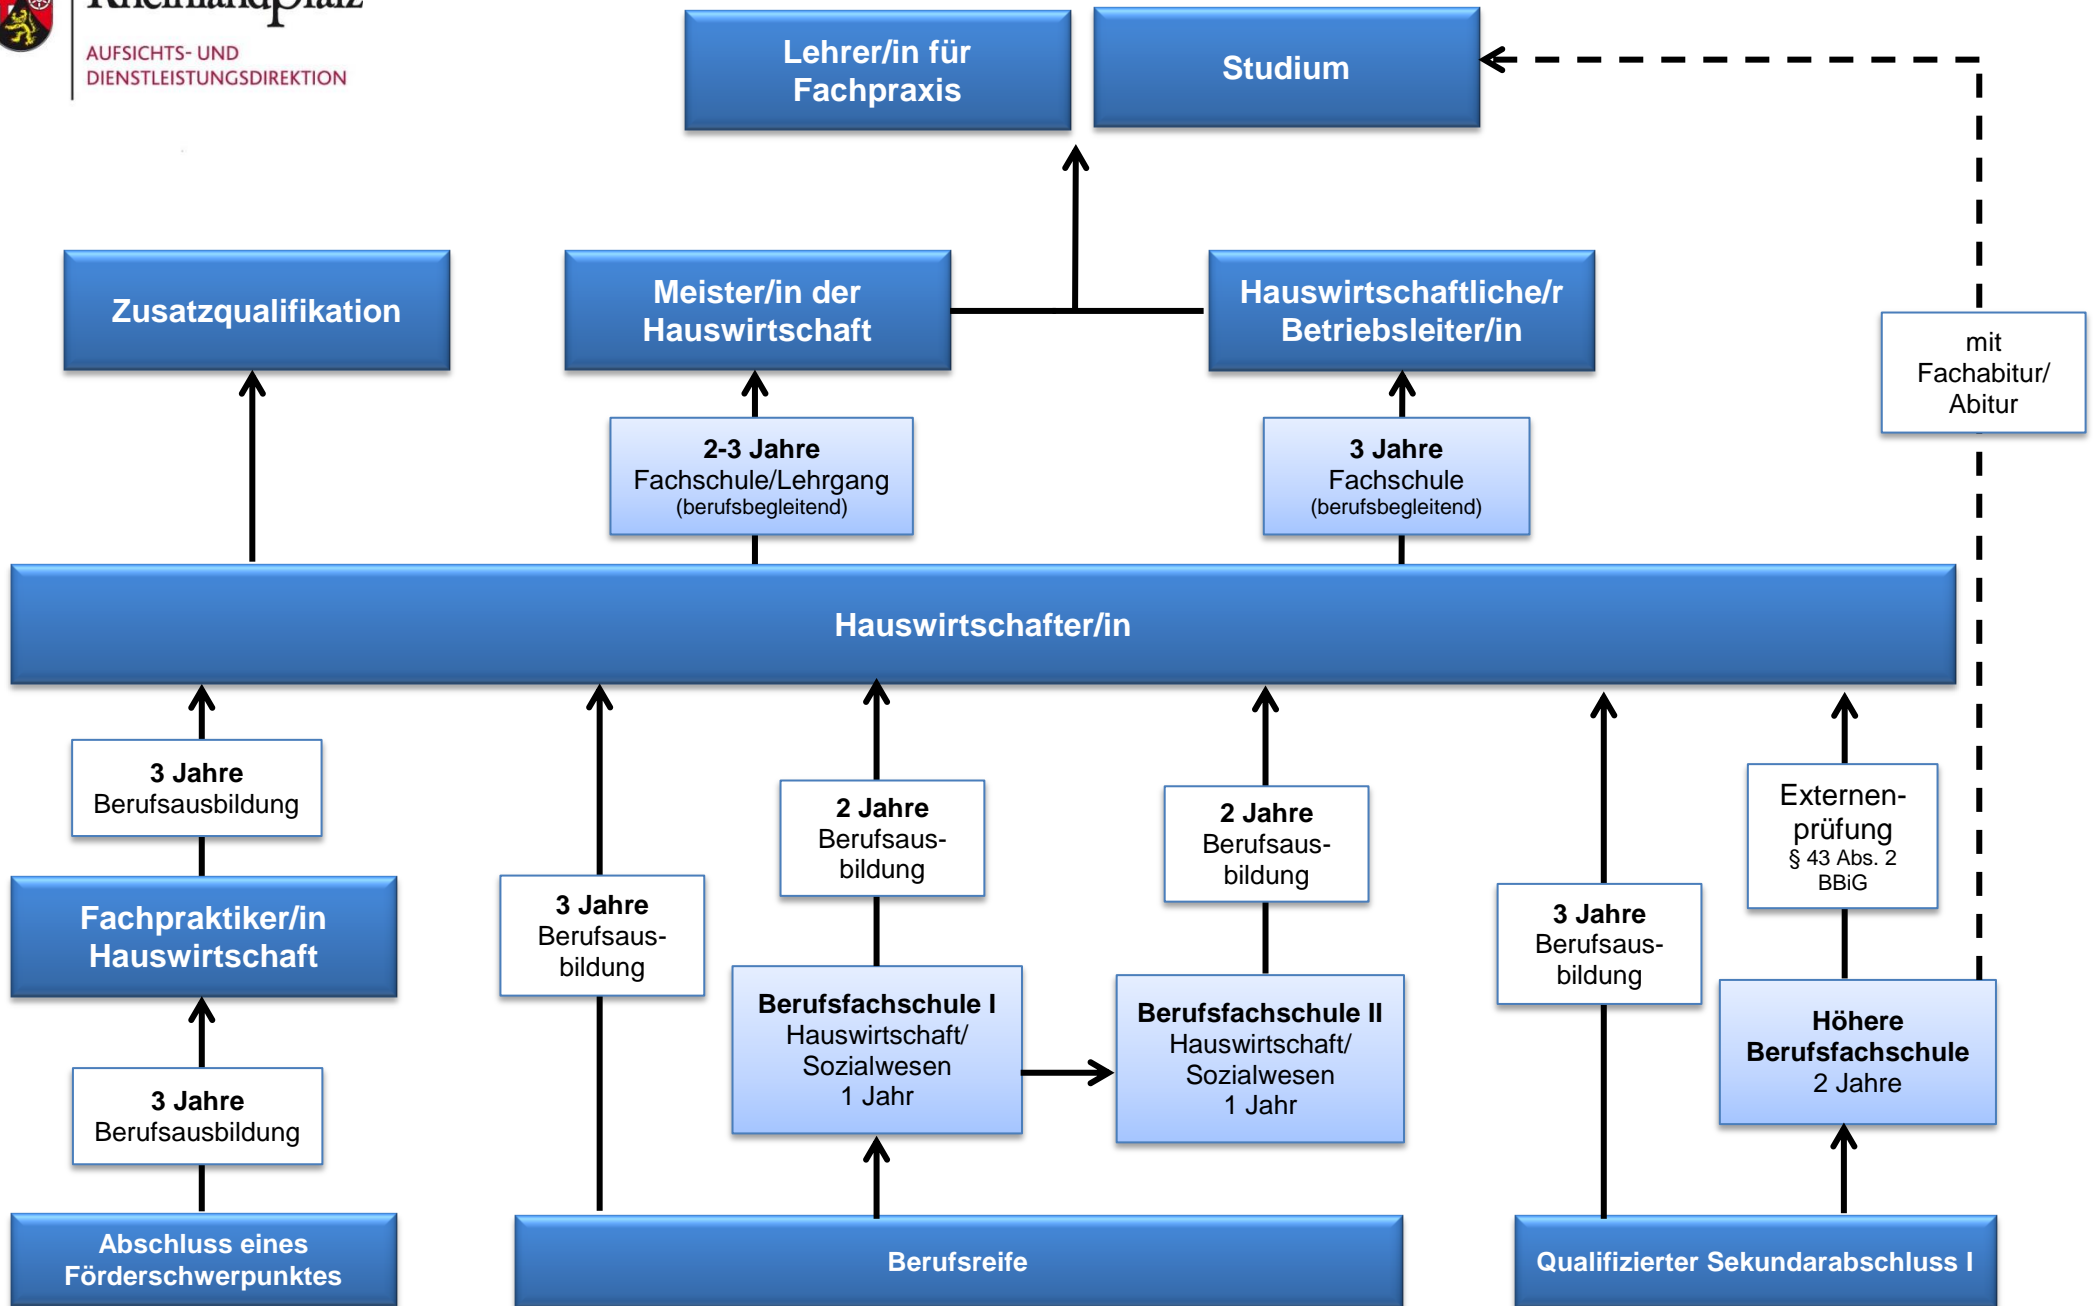 RheinlandPfalz
AUFSICHTS- UND
DIENSTLEISTUNGSDIREKTION
Lehrer/in für
Fachpraxis
Studium
Zusatzqualifikation
Meister/in der
Hauswirtschaft
Hauswirtschaftliche/r
Betriebsleiter/in
mit
Fachabitur/
Abitur
2-3 Jahre
Fachschule/Lehrgang
(berufsbegleitend)
3 Jahre
Fachschule
(berufsbegleitend)
Hauswirtschafter/in
3 Jahre
Berufsausbildung
2 Jahre
Berufsaus-
bildung
2 Jahre
Berufsaus-
bildung
Externen-
prüfung
§ 43 Abs. 2
BBiG
Fachpraktiker/in
Hauswirtschaft
3 Jahre
Berufsaus-
bildung
3 Jahre
Berufsaus-
bildung
Berufsfachschule I
Hauswirtschaft/
Sozialwesen
1 Jahr
Berufsfachschule II
Hauswirtschaft/
Sozialwesen
1 Jahr
Höhere
Berufsfachschule
2 Jahre
3 Jahre
Berufsausbildung
Abschluss eines
Förderschwerpunktes
Berufsreife
Qualifizierter Sekundarabschluss I